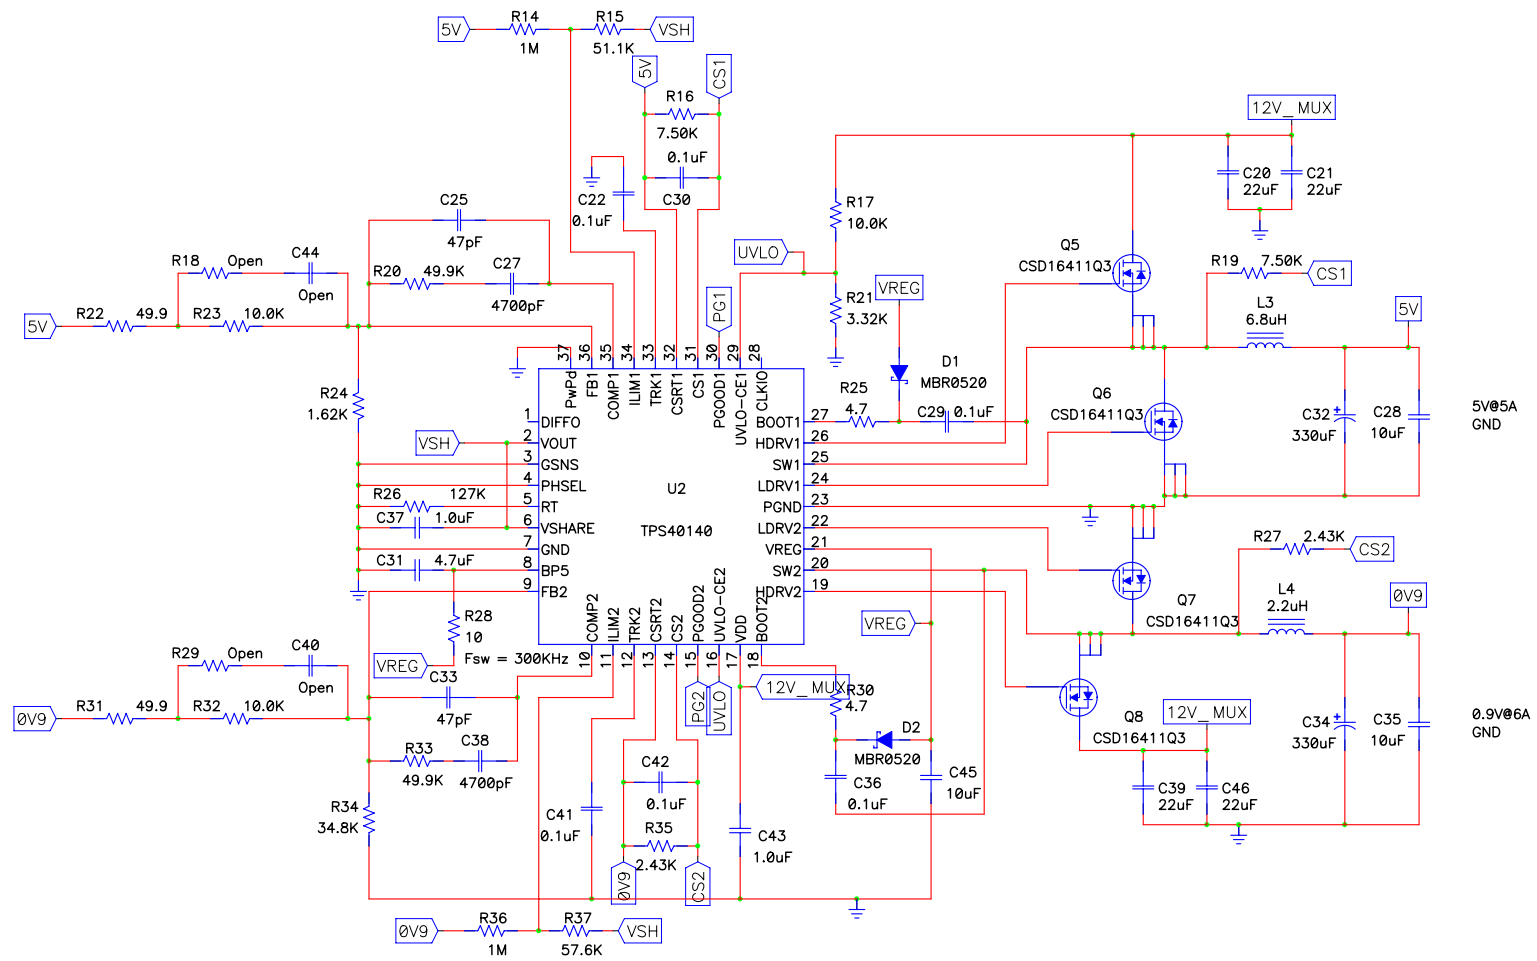 5V
R14
1M
R15
51.1K
VSH
5V
CS1
R16
7.50K
0.1uF
C30
C22
0.1uF
12V_MUX
C20
22uF
C21
22uF
R17
10.0K
UVLO
C25
47pF
R18
Open
C44
Open
R20
49.9K
C27
4700pF
5V
R22
49.9
R23
10.0K
R21
3.32K
VREG
PG1
Q5
CSD16411Q3
R19
7.50K
CS1
L3
6.8uH
5V
37
36
35
34
33
32
31
30
29
28
PwPd
FB1
COMP1
ILIM1
TRK1
CSRT1
CS1
PGOOD1
UVLO-CE1
CLKIO
D1
MBR0520
R24
1.62K
R25
4.7
C29
0.1uF
Q6
CSD16411Q3
C32
330uF
C28
10uF
5V@5A
GND
VSH
1
DIFFO
2
VOUT
3
GSNS
4
PHSEL
5
RT
6
VSHARE
7
GND
8
BP5
9
FB2
BOOT1
27
HDRV1
26
SW1
25
LDRV1
24
PGND
23
LDRV2
22
VREG
21
SW2
20
HDRV2
19
U2
TPS40140
R26
127K
C37
1.0uF
C31
4.7uF
R28
10
VREG
Fsw = 300KHz
COMP2
ILIM2
TRK2
CSRT2
CS2
PGOOD2
UVLO-CE2
VDD
BOOT2
10
11
12
13
14
15
16
17
18
R27
2.43K
CS2
Q7
CSD16411Q3
L4
2.2uH
0V9
VREG
R29
Open
C40
Open
0V9
R31
49.9
R32
10.0K
C33
47pF
R33
49.9K
C38
4700pF
R34
34.8K
PG2
UVLO
12V_MUX
R30
4.7
D2
MBR0520
C36
0.1uF
C45
10uF
Q8
CSD16411Q3
12V_MUX
C39
22uF
C46
22uF
C34
330uF
C35
10uF
0.9V@6A
GND
C42
0.1uF
R35
2.43K
C41
0.1uF
C43
1.0uF
0V9
CS2
0V9
R36
1M
R37
57.6K
VSH